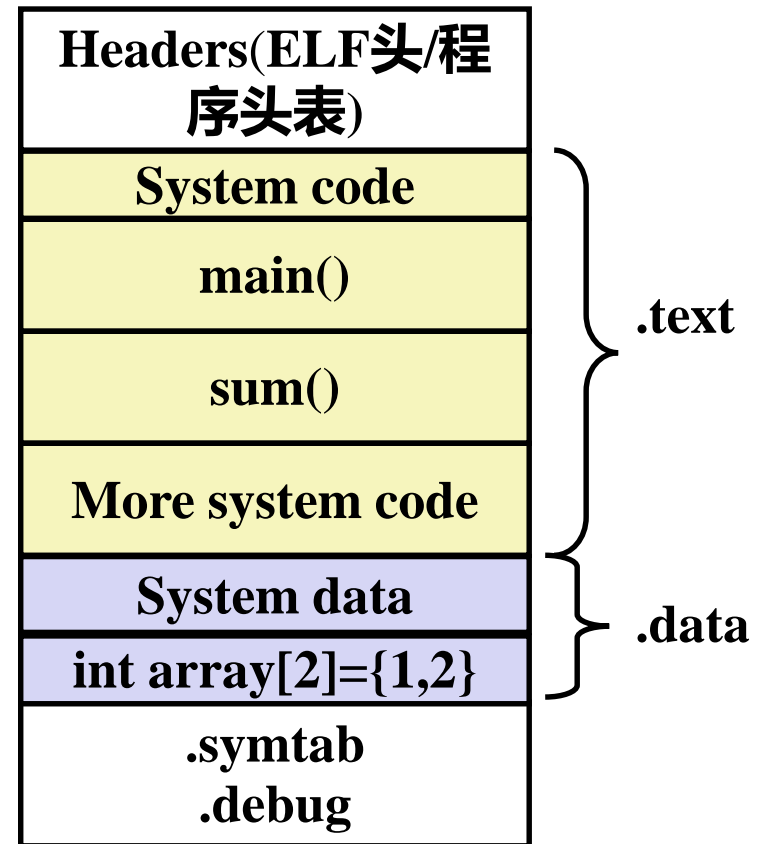 Headers(ELF头/程
序头表)
System code
main()
sum()
More system code
.text
System data
int array[2]={1,2}
.data
.symtab
.debug